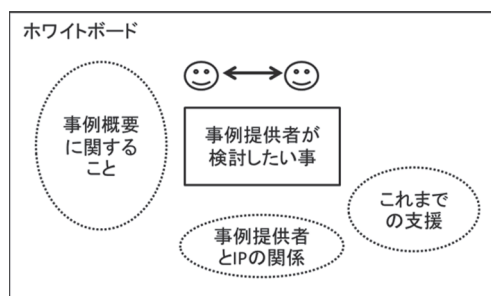 ホワイトボード
事例概要
に関する
こと
事例提供者が
検討したい事
これまで
の支援
事例提供者
とIPの関係